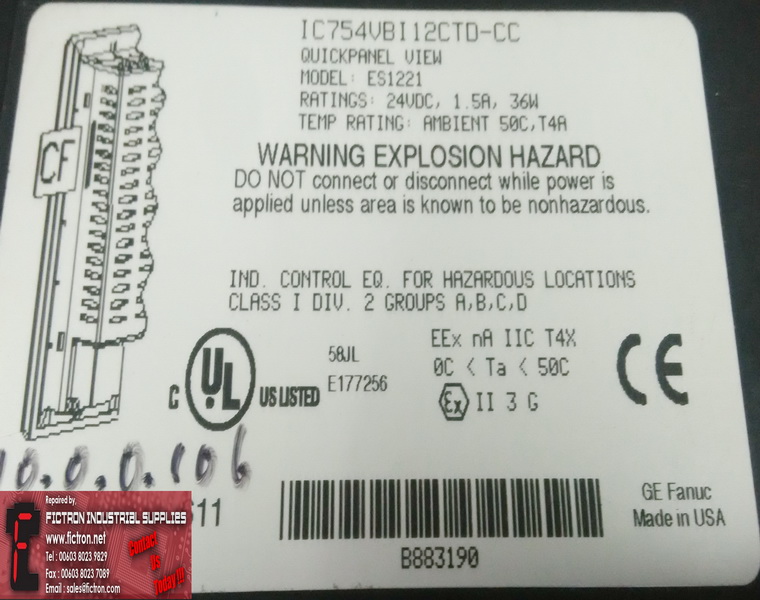 IC754VBI12CTD-CC
QUICKPANEL VIEW
MODEL: ES1221
RATINGS: 24VDC, 1.5A, 36W
TEMP RATING: AMBIENT 50C,T4A
WARNING EXPLOSION HAZARD
DO NOT connect or disconnect while power is
applied unless area is known to be nonhazardous.
CF
IND. CONTROL EQ. FOR HAZARDOUS LOCATIONS
CLASS I DIV. 2 GROUPS A,B,C,D
C UL US LISTED
58JL
E177256
EEx nA IIC T4X
0C < Ta < 50C
Ex II 3 G
CE
10.0.0.106
11
B883190
GE Fanuc
Made in USA
Repaired by,
FICTRON INDUSTRIAL SUPPLIES
www.fictron.net
Tel : 00603 8023 9829
Fax : 00603 8023 7089
Email : sales@fictron.com
Contact
Us
Today !!!